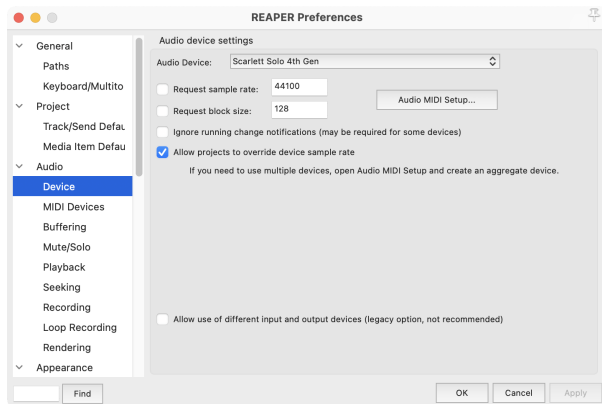 REAPER Preferences
General
Paths
Keyboard/Multito
Project
Track/Send Defau
Media Item Defau
Audio
Device
MIDI Devices
Buffering
Mute/Solo
Playback
Seeking
Recording
Loop Recording
Rendering
Appearance
Find
Audio device settings
Audio Device: Scarlett Solo 4th Gen
Request sample rate: 44100
Request block size: 128
Audio MIDI Setup...
Ignore running change notifications (may be required for some devices)
Allow projects to override device sample rate
If you need to use multiple devices, open Audio MIDI Setup and create an aggregate device.
Allow use of different input and output devices (legacy option, not recommended)
OK Cancel Apply